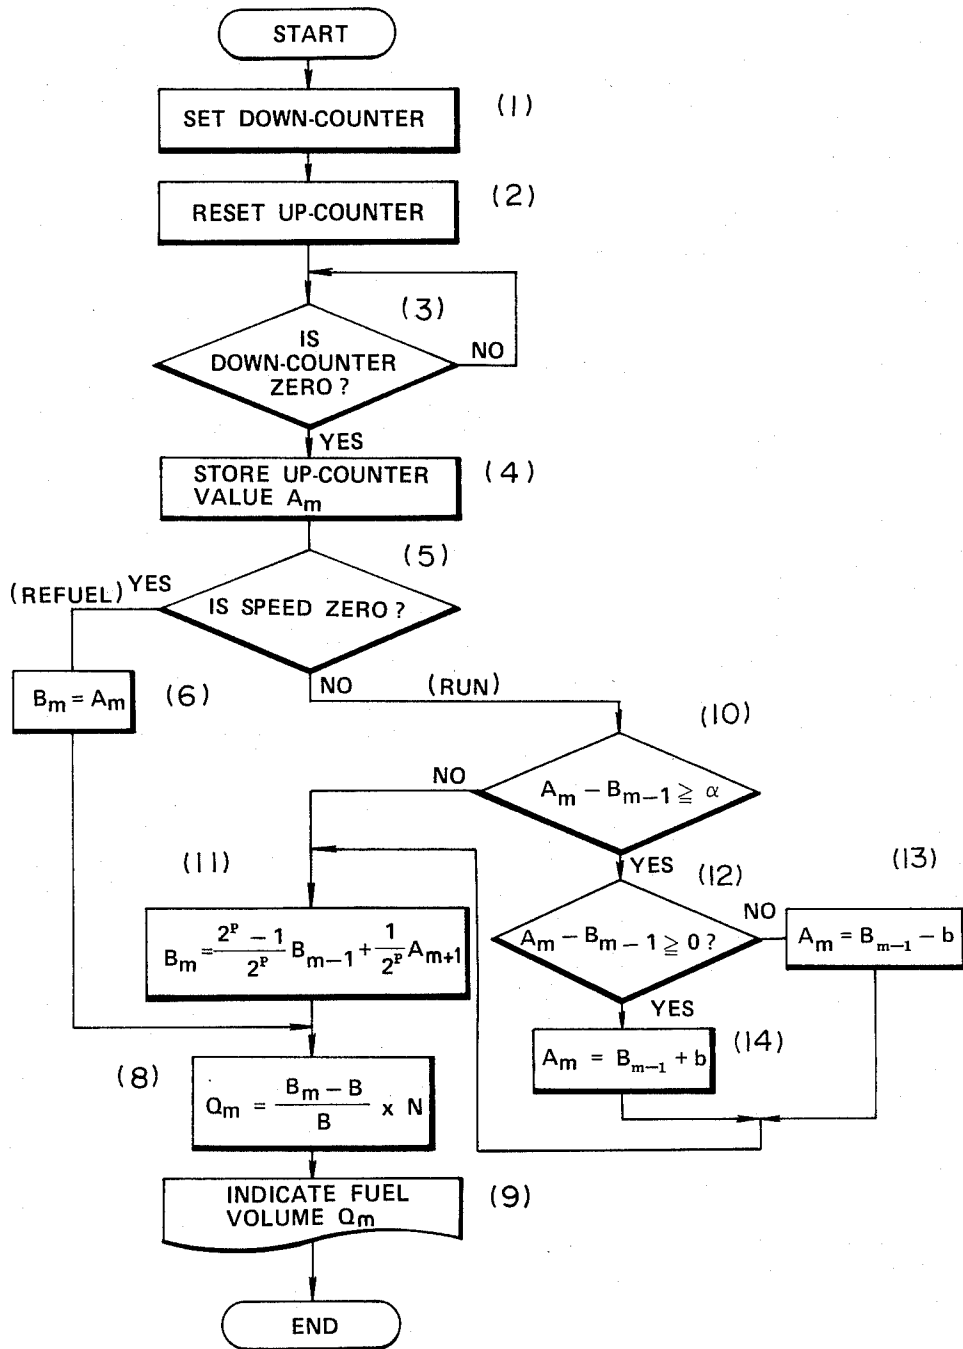 START
SET DOWN-COUNTER
(1)
RESET UP-COUNTER
(2)
(3)
IS
DOWN-COUNTER
ZERO?
NO
YES
STORE UP-COUNTER
VALUE Aₘ
(4)
(5)
(REFUEL) YES
IS SPEED ZERO?
NO
(RUN)
Bₘ = Aₘ
(6)
(10)
NO
Aₘ − Bₘ₋₁ ≧ α
YES
(11)
(12)
(13)
Bₘ = (2ᴾ − 1)/2ᴾ Bₘ₋₁ + 1/2ᴾ Aₘ₊₁
Aₘ − Bₘ₋₁ ≧ 0?
NO
Aₘ = Bₘ₋₁ − b
YES
Aₘ = Bₘ₋₁ + b
(14)
(8)
Qₘ = (Bₘ − B)/B x N
INDICATE FUEL
VOLUME Qₘ
(9)
END